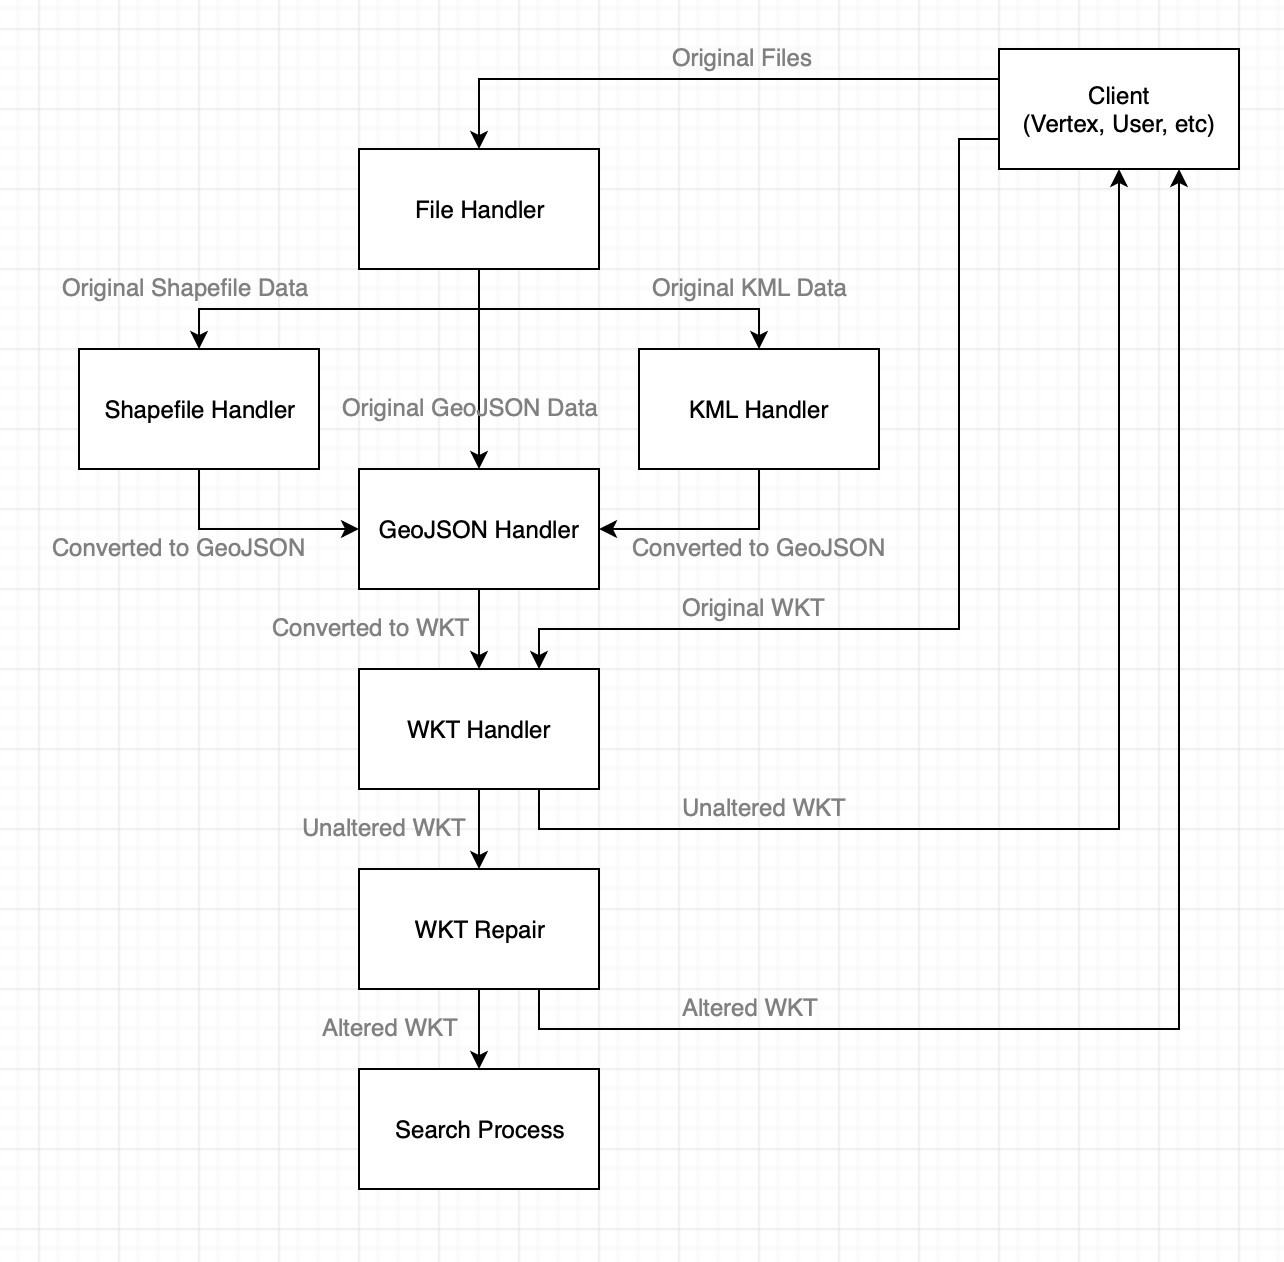 Original Files
Client
(Vertex, User, etc)
File Handler
Original Shapefile Data
Original KML Data
Shapefile Handler
Original GeoJSON Data
KML Handler
GeoJSON Handler
Converted to GeoJSON
Converted to GeoJSON
Original WKT
Converted to WKT
WKT Handler
Unaltered WKT
Unaltered WKT
WKT Repair
Altered WKT
Altered WKT
Search Process